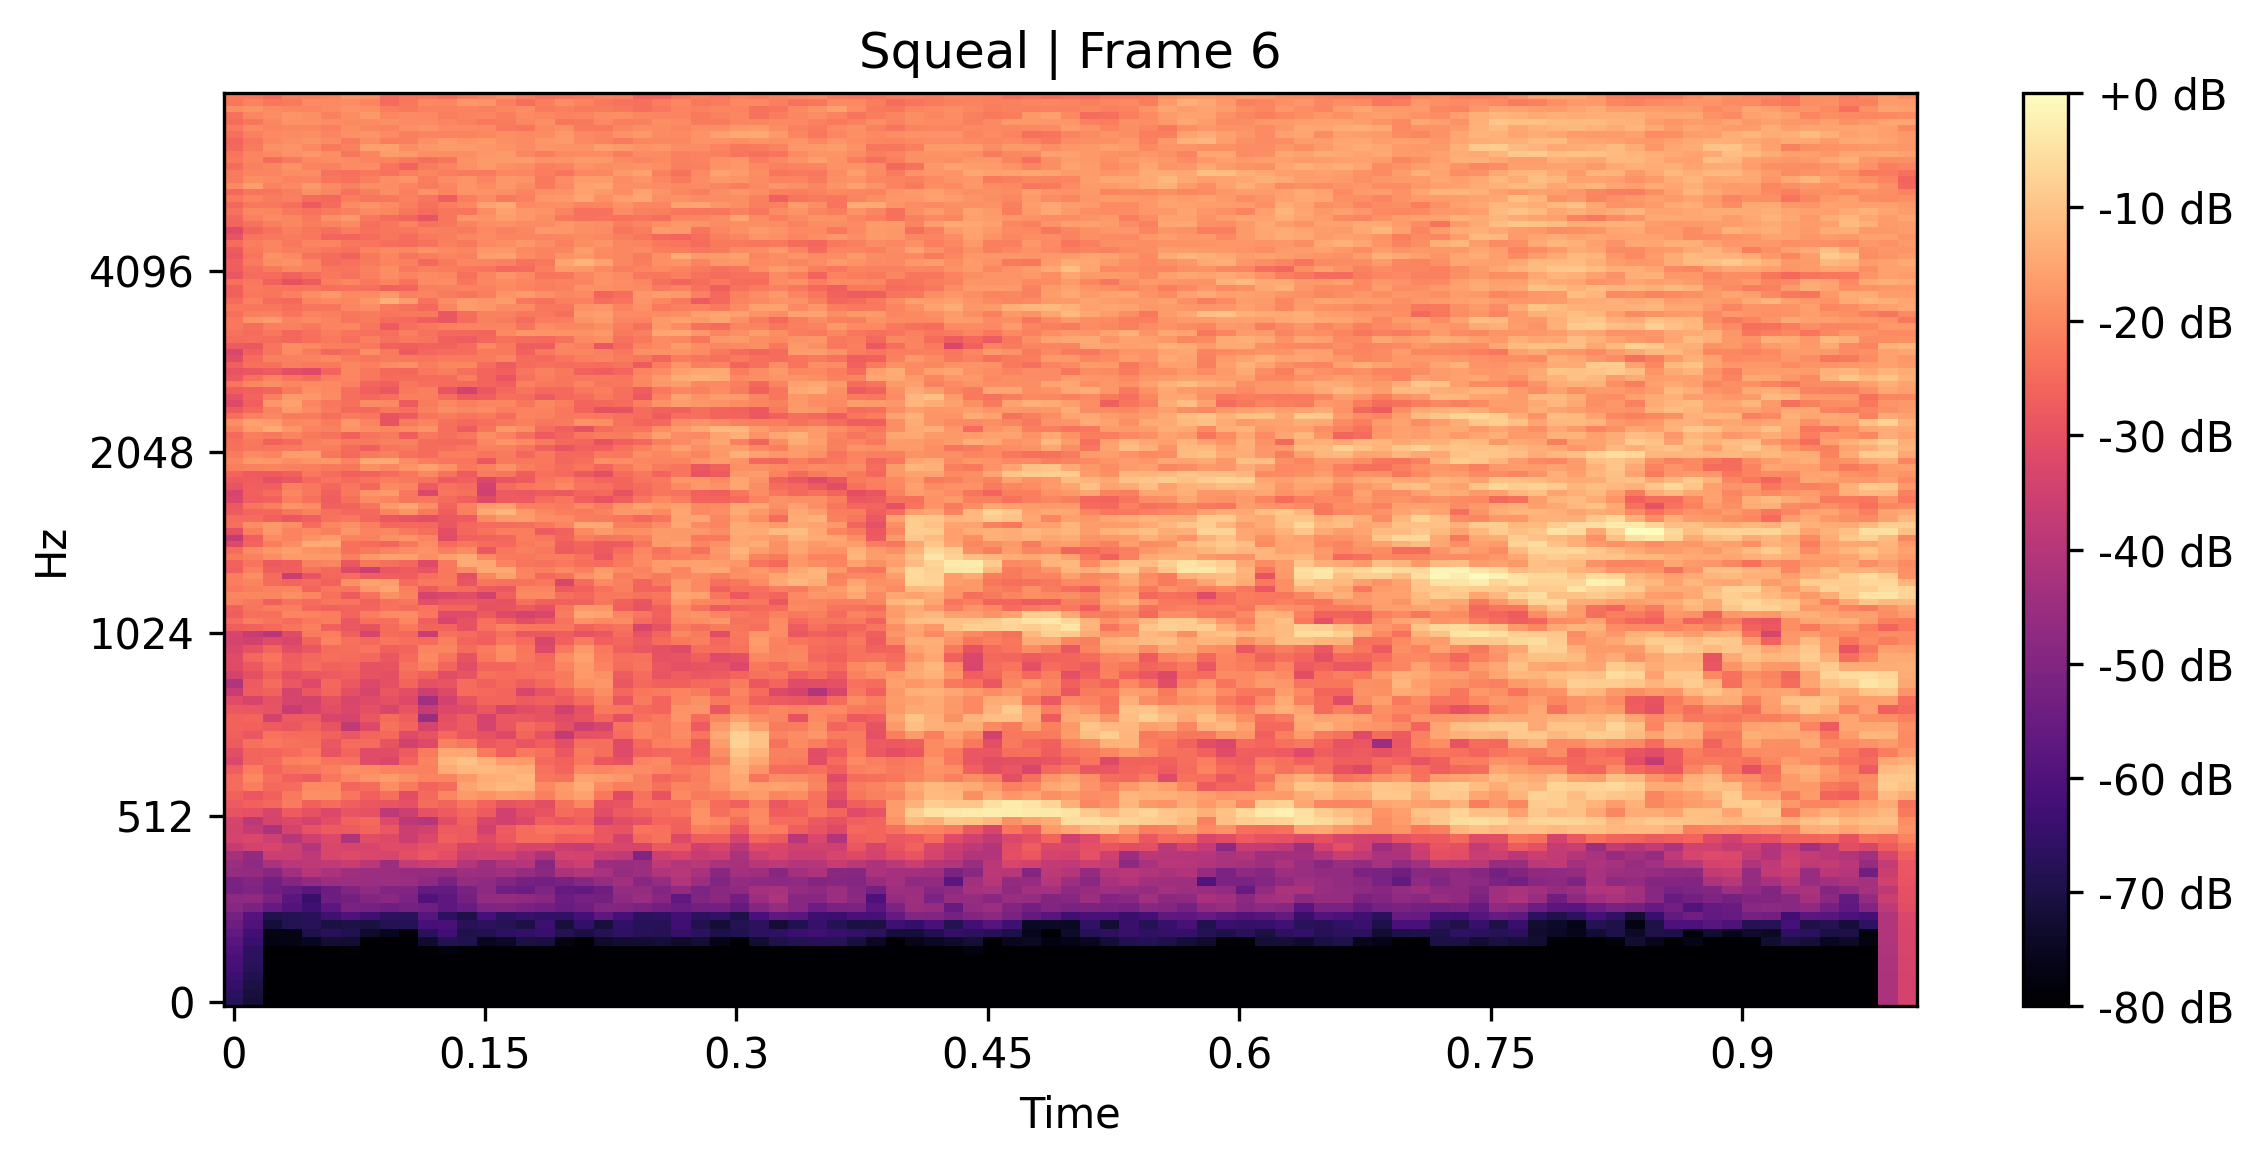 Squeal | Frame 6
Hz
4096
2048
1024
512
0
0 0.15 0.3 0.45 0.6 0.75 0.9
Time
+0 dB
-10 dB
-20 dB
-30 dB
-40 dB
-50 dB
-60 dB
-70 dB
-80 dB